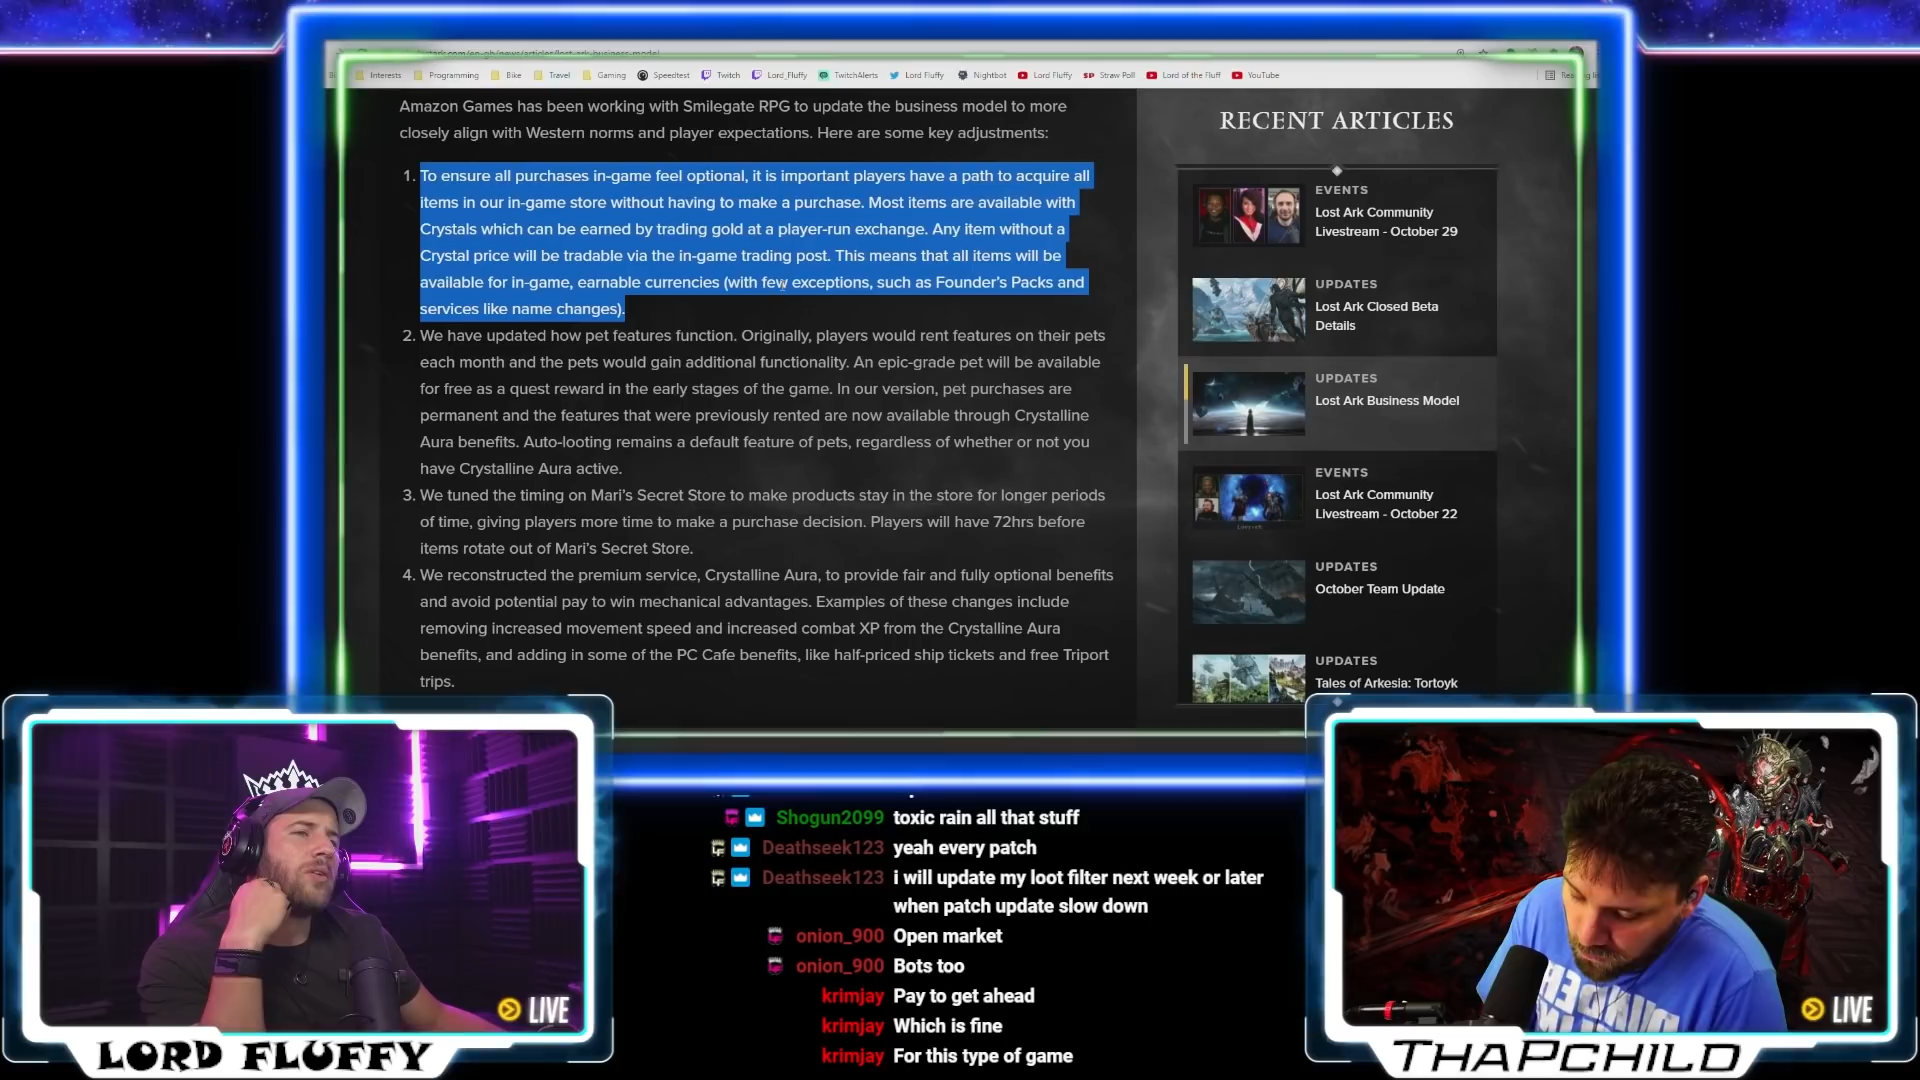 stark.com/en-gb/news/articles/lost-ark-business-model
Interests Programming Bike Travel Gaming Speedtest Twitch Lord_Fluffy TwitchAlerts Lord Fluffy Nightbot Lord Fluffy Straw Poll Lord of the Fluff YouTube
Amazon Games has been working with Smilegate RPG to update the business model to more
closely align with Western norms and player expectations. Here are some key adjustments:
1. To ensure all purchases in-game feel optional, it is important players have a path to acquire all
items in our in-game store without having to make a purchase. Most items are available with
Crystals which can be earned by trading gold at a player-run exchange. Any item without a
Crystal price will be tradable via the in-game trading post. This means that all items will be
available for in-game, earnable currencies (with few exceptions, such as Founder's Packs and
services like name changes).
2. We have updated how pet features function. Originally, players would rent features on their pets
each month and the pets would gain additional functionality. An epic-grade pet will be available
for free as a quest reward in the early stages of the game. In our version, pet purchases are
permanent and the features that were previously rented are now available through Crystalline
Aura benefits. Auto-looting remains a default feature of pets, regardless of whether or not you
have Crystalline Aura active.
3. We tuned the timing on Mari's Secret Store to make products stay in the store for longer periods
of time, giving players more time to make a purchase decision. Players will have 72hrs before
items rotate out of Mari's Secret Store.
4. We reconstructed the premium service, Crystalline Aura, to provide fair and fully optional benefits
and avoid potential pay to win mechanical advantages. Examples of these changes include
removing increased movement speed and increased combat XP from the Crystalline Aura
benefits, and adding in some of the PC Cafe benefits, like half-priced ship tickets and free Triport
trips.
RECENT ARTICLES
EVENTS
Lost Ark Community
Livestream - October 29
UPDATES
Lost Ark Closed Beta
Details
UPDATES
Lost Ark Business Model
EVENTS
Lost Ark Community
Livestream - October 22
UPDATES
October Team Update
UPDATES
Tales of Arkesia: Tortoyk
Shogun2099 toxic rain all that stuff
Deathseek123 yeah every patch
Deathseek123 i will update my loot filter next week or later
when patch update slow down
onion_900 Open market
onion_900 Bots too
krimjay Pay to get ahead
krimjay Which is fine
krimjay For this type of game
LIVE
LORD FLUFFY
LIVE
THAPCHILD